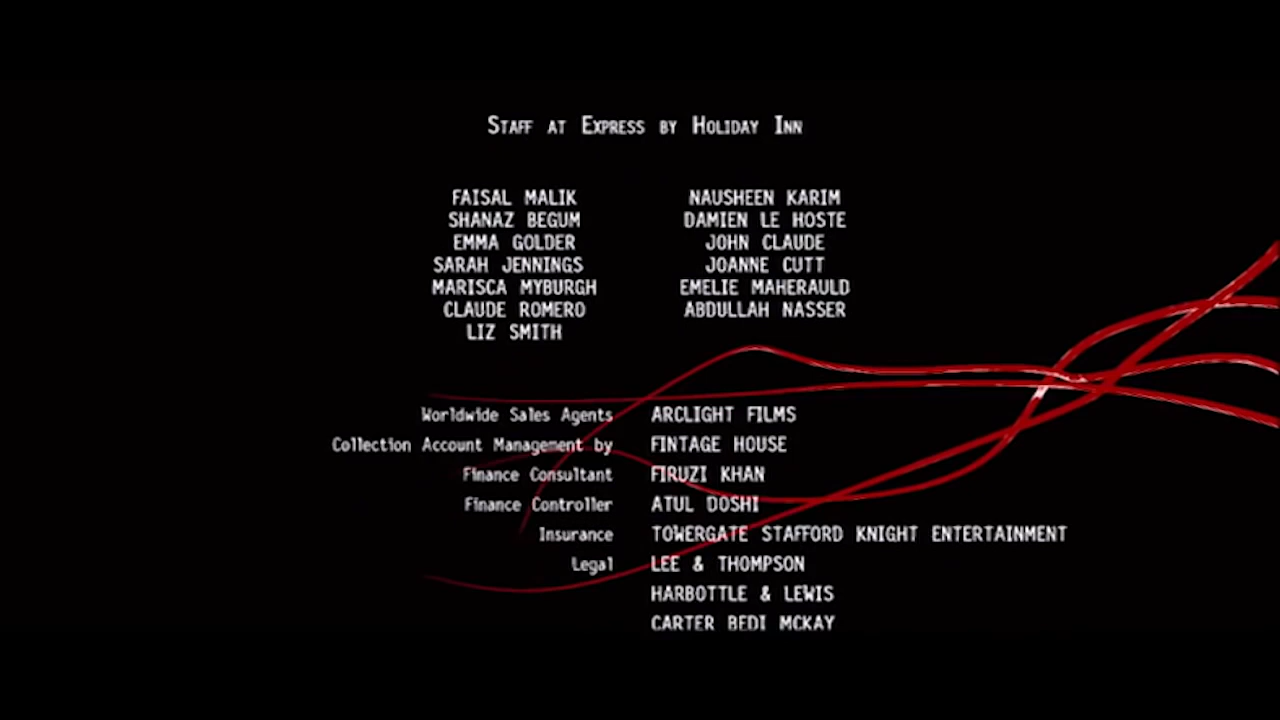 Staff at Express by Holiday Inn
FAISAL MALIK NAUSHEEN KARIM
SHANAZ BEGUM DAMIEN LE HOSTE
EMMA GOLDER JOHN CLAUDE
SARAH JENNINGS JOANNE CUTT
MARISCA MYBURGH EMELIE MAHERAULD
CLAUDE ROMERO ABDULLAH NASSER
LIZ SMITH
Worldwide Sales Agents ARCLIGHT FILMS
Collection Account Management by FINTAGE HOUSE
Finance Consultant FIRUZI KHAN
Finance Controller ATUL DOSHI
Insurance TOWERGATE STAFFORD KNIGHT ENTERTAINMENT
Legal LEE & THOMPSON
HARBOTTLE & LEWIS
CARTER BEDI MCKAY